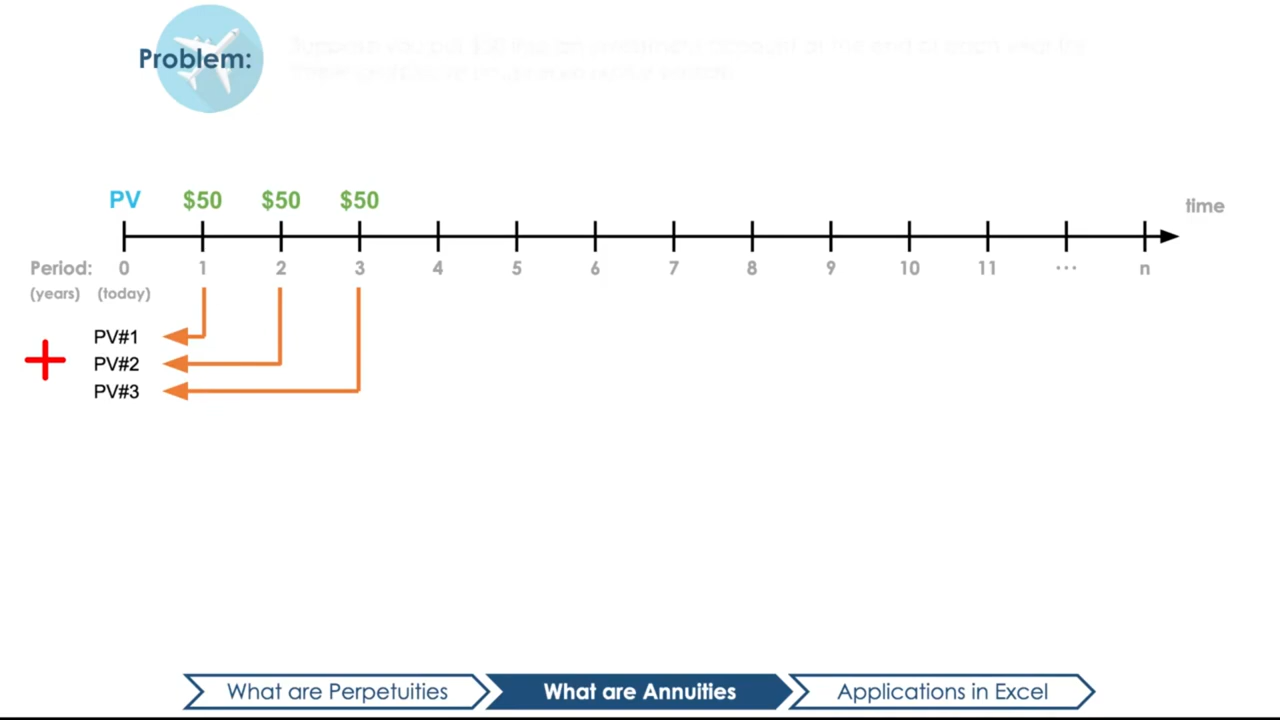 Problem:
PV $50 $50 $50
time
Period: 0 1 2 3 4 5 6 7 8 9 10 11 ... n
(years) (today)
PV#1
PV#2
PV#3
What are Perpetuities What are Annuities Applications in Excel